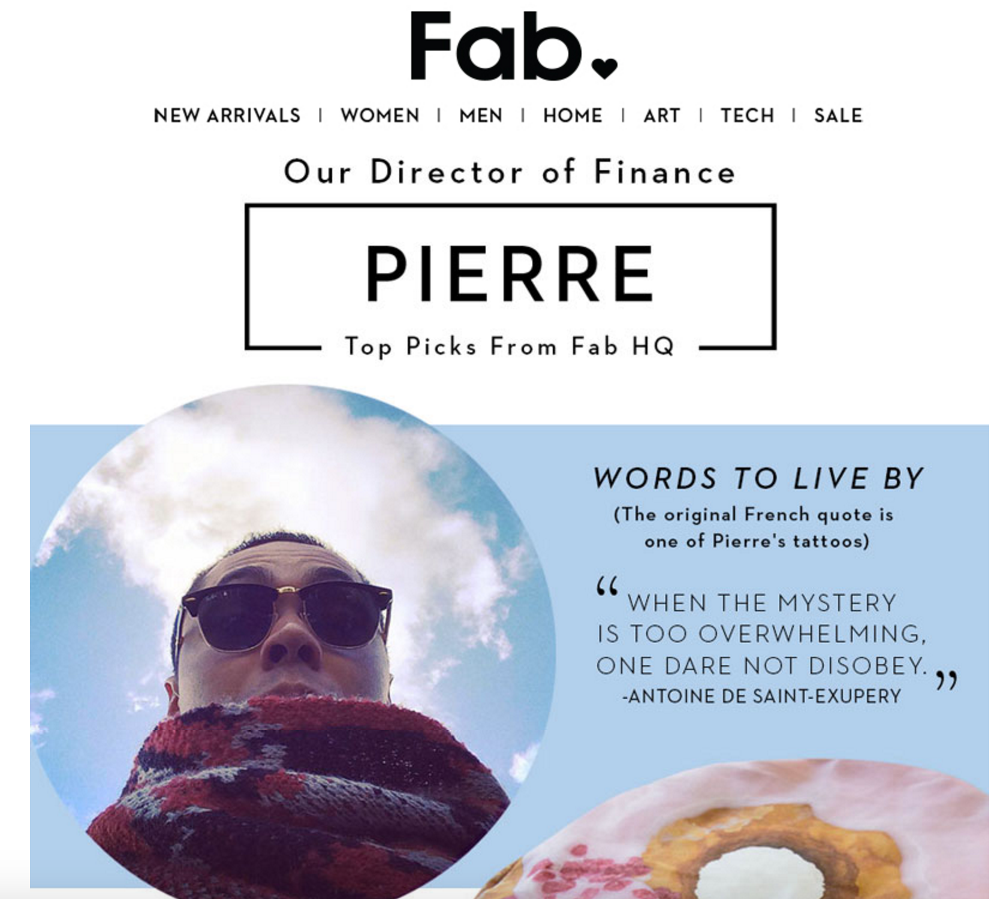 Fab.
NEW ARRIVALS | WOMEN | MEN | HOME | ART | TECH | SALE
Our Director of Finance
PIERRE
Top Picks From Fab HQ
WORDS TO LIVE BY
(The original French quote is
one of Pierre's tattoos)
“WHEN THE MYSTERY
IS TOO OVERWHELMING,
ONE DARE NOT DISOBEY.”
-ANTOINE DE SAINT-EXUPERY